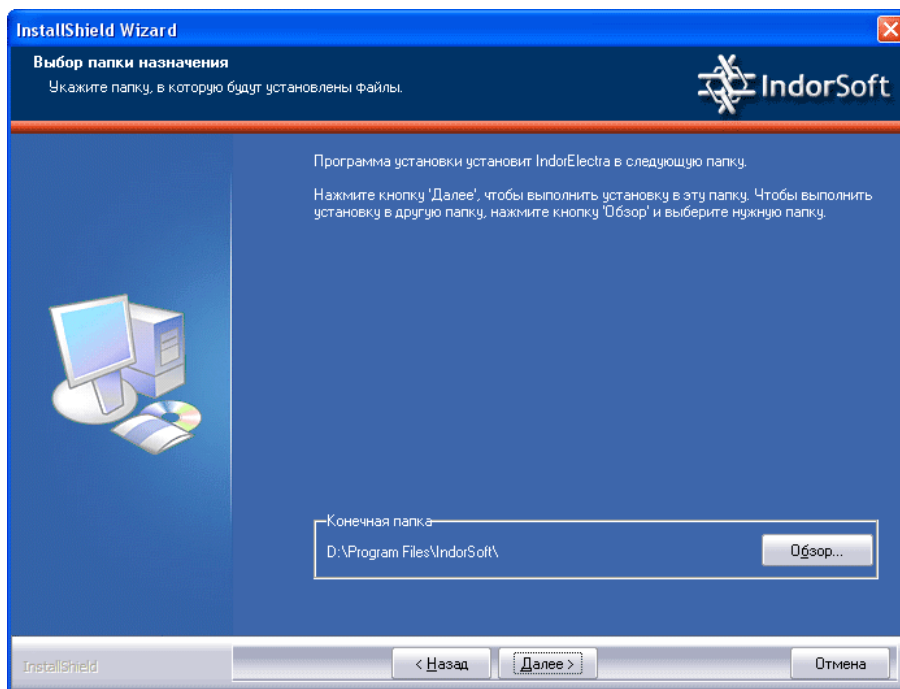 InstallShield Wizard
Выбор папки назначения
Укажите папку, в которую будут установлены файлы.
IndorSoft
Программа установки установит IndorElectra в следующую папку.
Нажмите кнопку 'Далее', чтобы выполнить установку в эту папку. Чтобы выполнить
установку в другую папку, нажмите кнопку 'Обзор' и выберите нужную папку.
Конечная папка
D:\Program Files\IndorSoft\
Обзор...
InstallShield
< Назад
Далее >
Отмена